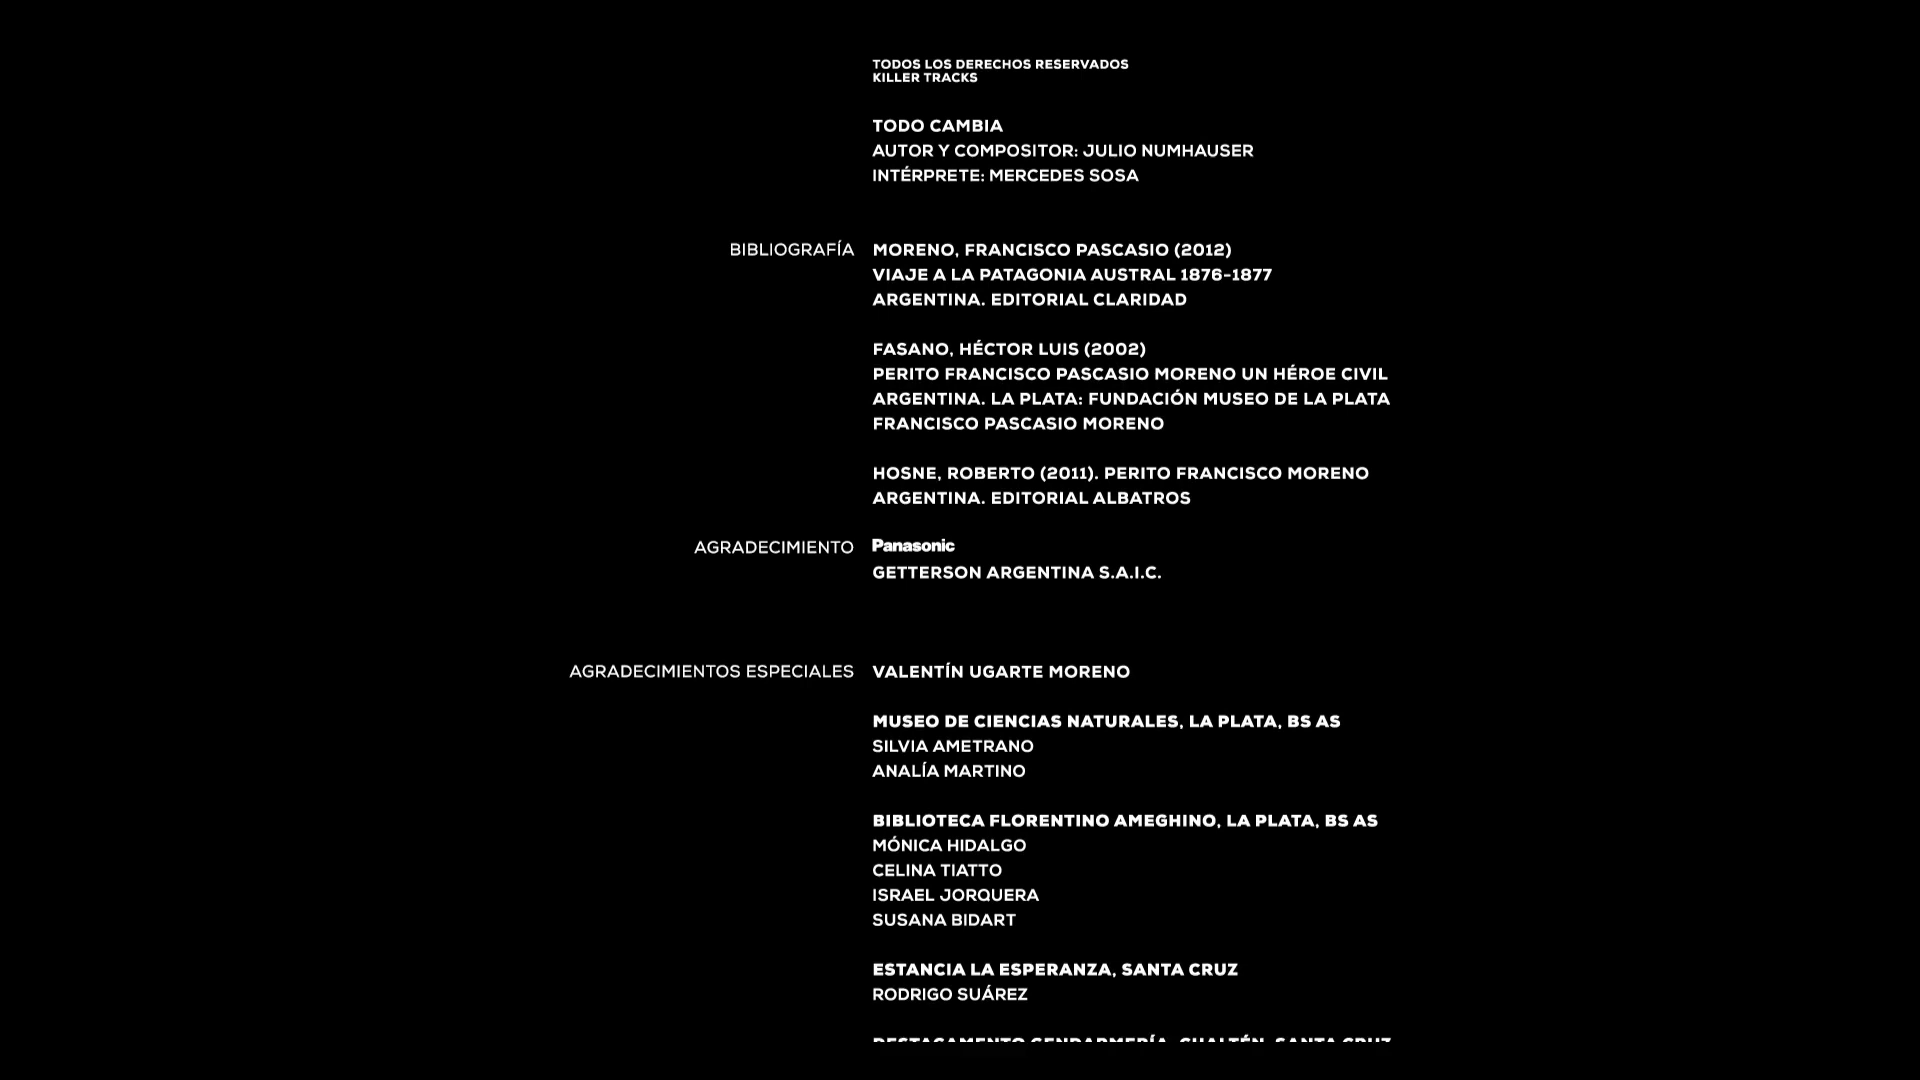 TODOS LOS DERECHOS RESERVADOS
KILLER TRACKS
TODO CAMBIA
AUTOR Y COMPOSITOR: JULIO NUMHAUSER
INTÉRPRETE: MERCEDES SOSA
BIBLIOGRAFÍA MORENO, FRANCISCO PASCASIO (2012)
VIAJE A LA PATAGONIA AUSTRAL 1876-1877
ARGENTINA. EDITORIAL CLARIDAD
FASANO, HÉCTOR LUIS (2002)
PERITO FRANCISCO PASCASIO MORENO UN HÉROE CIVIL
ARGENTINA. LA PLATA: FUNDACIÓN MUSEO DE LA PLATA
FRANCISCO PASCASIO MORENO
HOSNE, ROBERTO (2011). PERITO FRANCISCO MORENO
ARGENTINA. EDITORIAL ALBATROS
AGRADECIMIENTO Panasonic
GETTERSON ARGENTINA S.A.I.C.
AGRADECIMIENTOS ESPECIALES VALENTÍN UGARTE MORENO
MUSEO DE CIENCIAS NATURALES, LA PLATA, BS AS
SILVIA AMETRANO
ANALÍA MARTINO
BIBLIOTECA FLORENTINO AMEGHINO, LA PLATA, BS AS
MÓNICA HIDALGO
CELINA TIATTO
ISRAEL JORQUERA
SUSANA BIDART
ESTANCIA LA ESPERANZA, SANTA CRUZ
RODRIGO SUÁREZ
DESTACAMENTO GENDARMERÍA, CHALTÉN, SANTA CRUZ